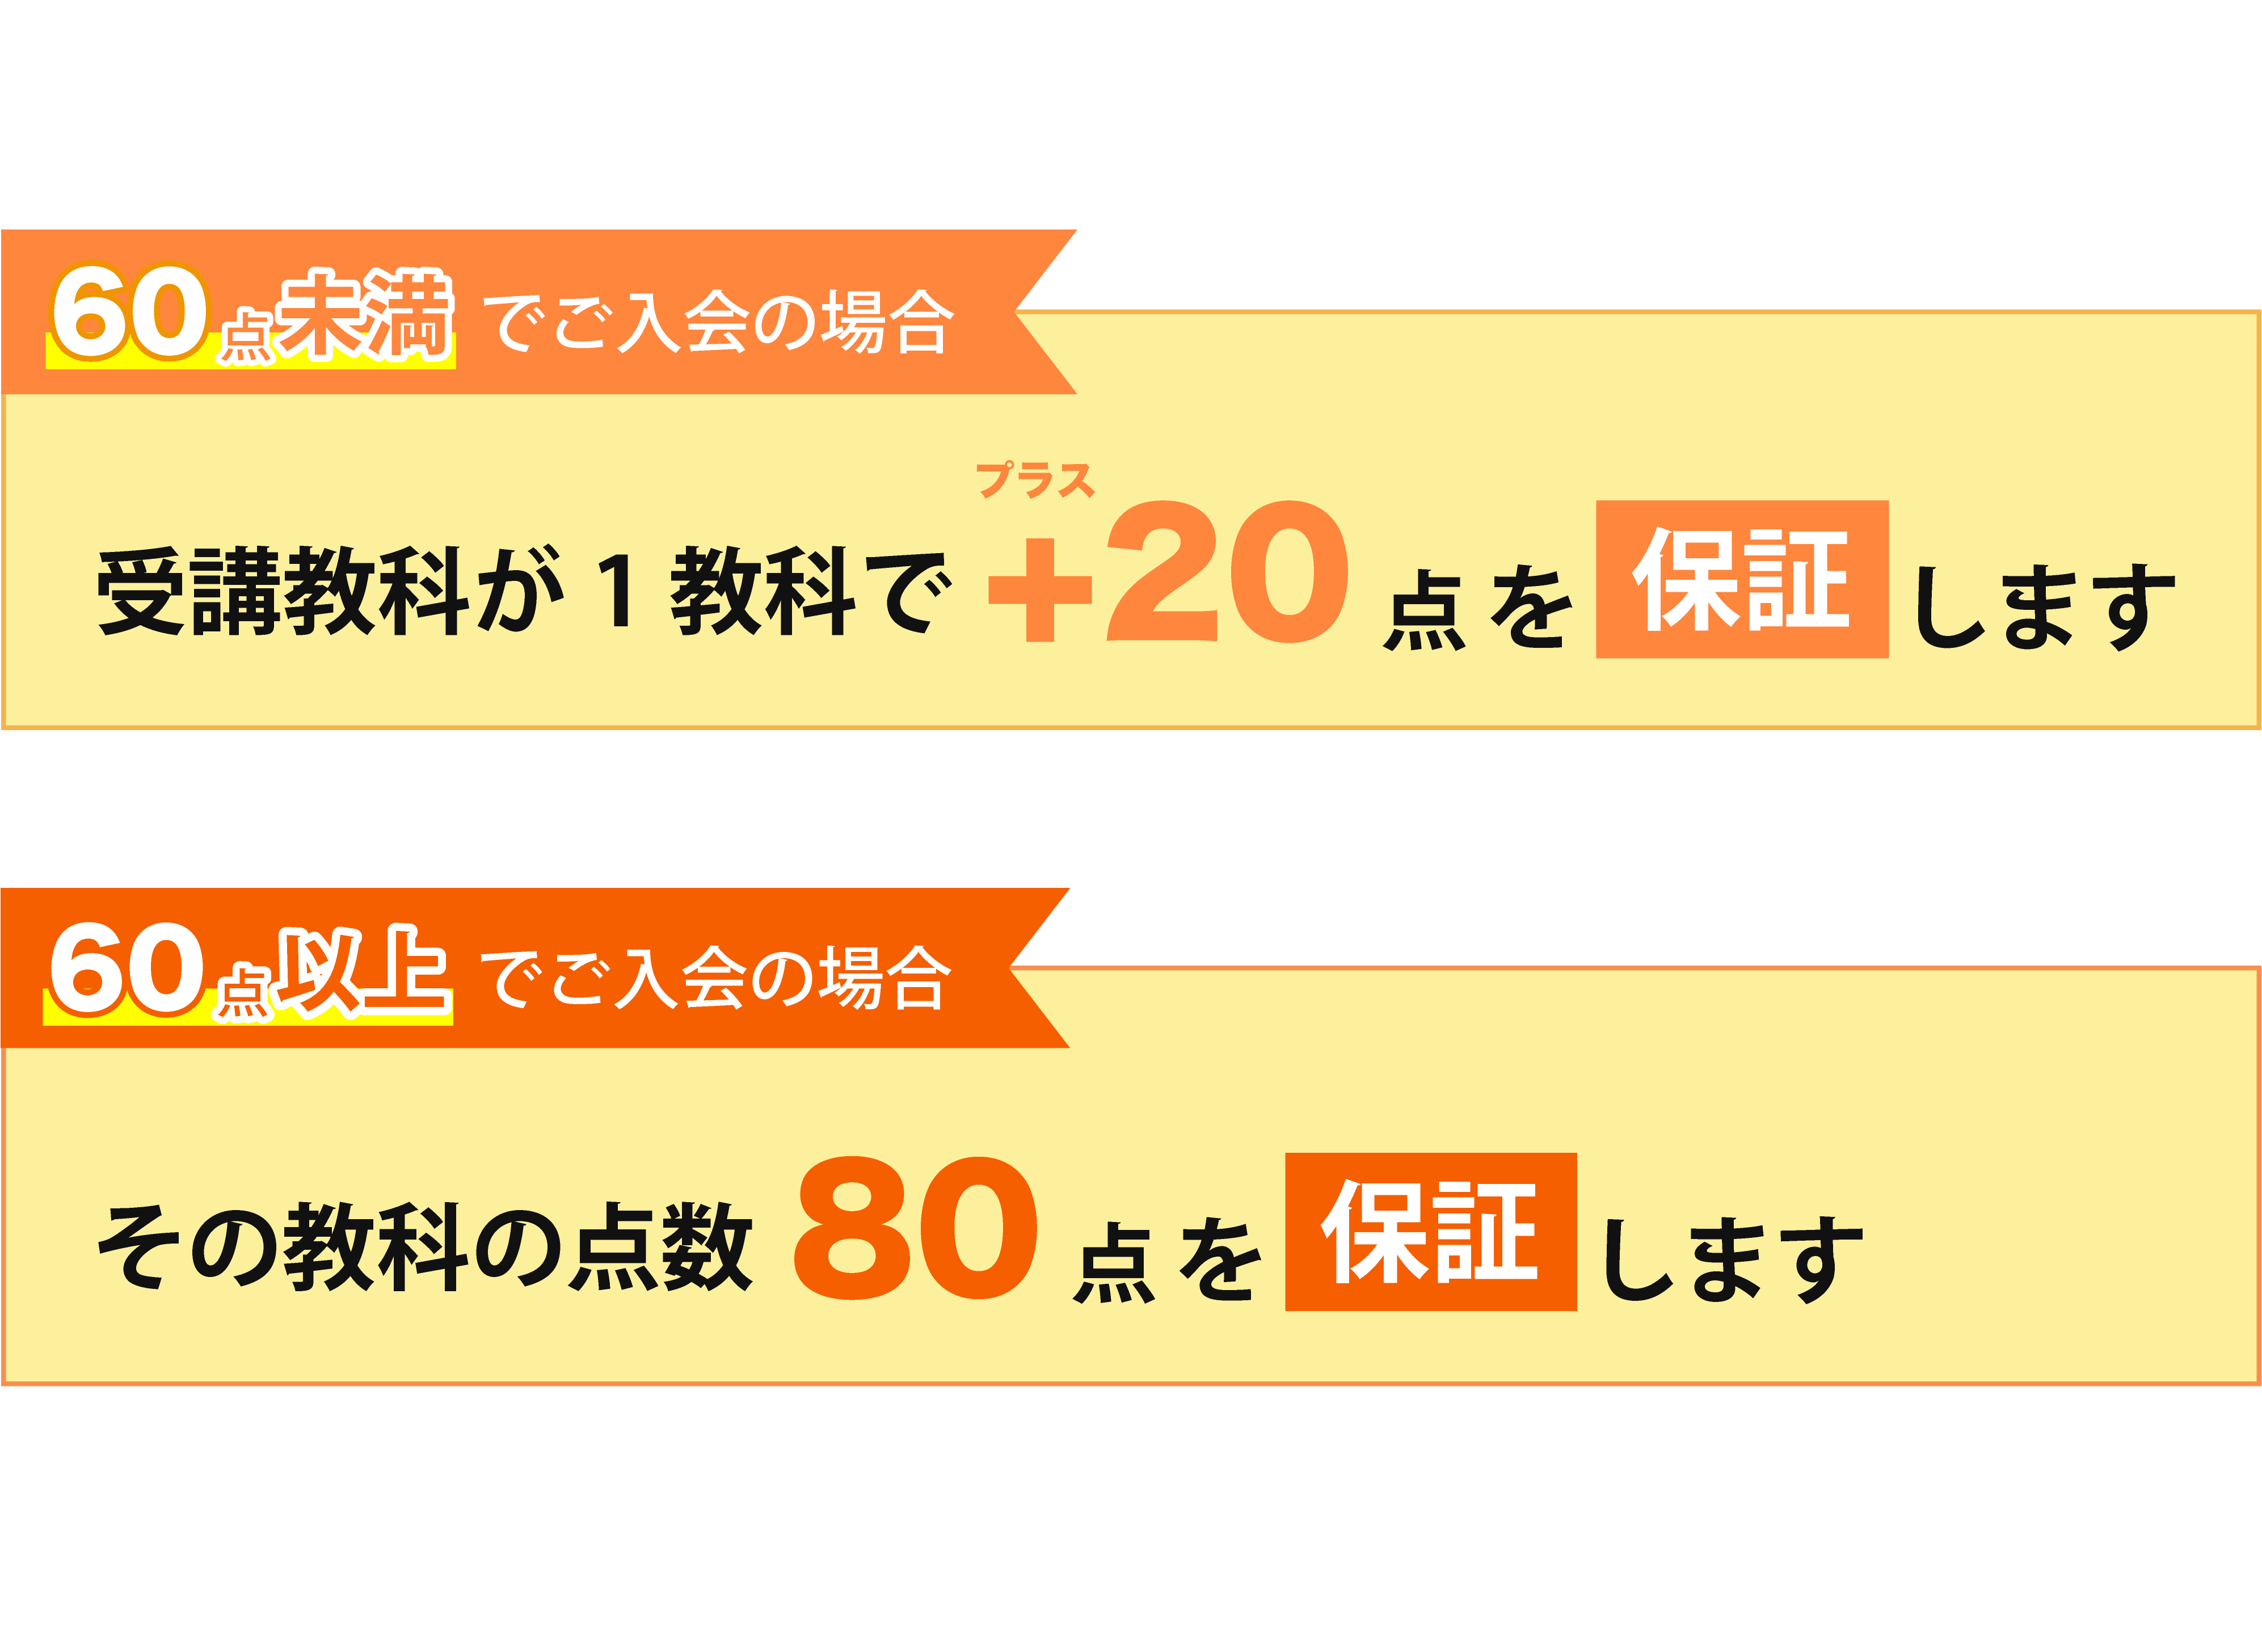 60点未満 でご入会の場合
プラス
受講教科が1教科で +20点を 保証 します
60点以上 でご入会の場合
その教科の点数 80点を 保証 します